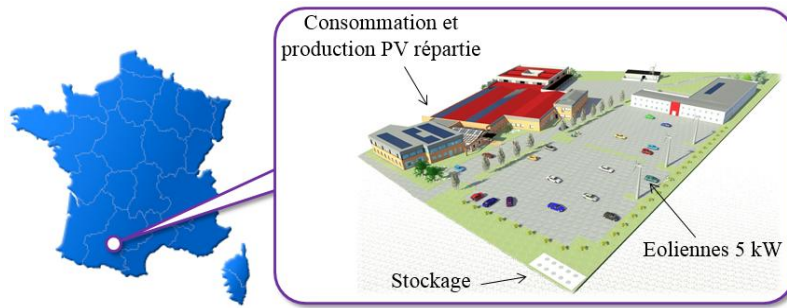 Consommation et
production PV répartie
Eoliennes 5 kW
Stockage